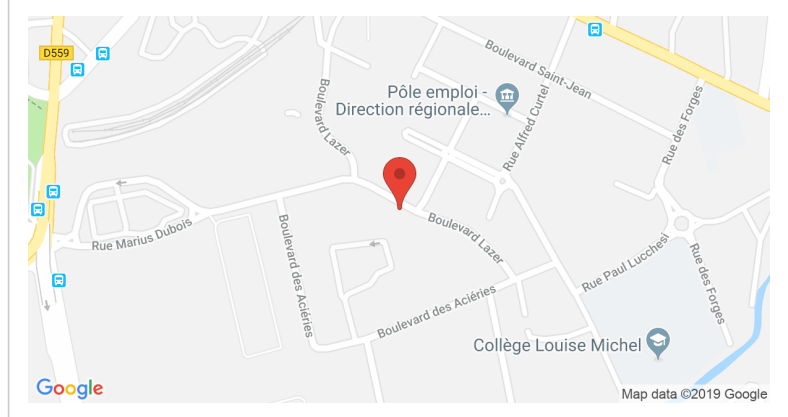 D559
Boulevard Saint-Jean
Pôle emploi -
Direction régionale...
Boulevard Lazer
Rue Alfred Curtel
Rue des Forges
Rue Marius Dubois
Boulevard Lazer
Boulevard des Aciéries
Rue Paul Lucchesi
Rue des Forges
Boulevard des Aciéries
Collège Louise Michel
Google
Map data ©2019 Google